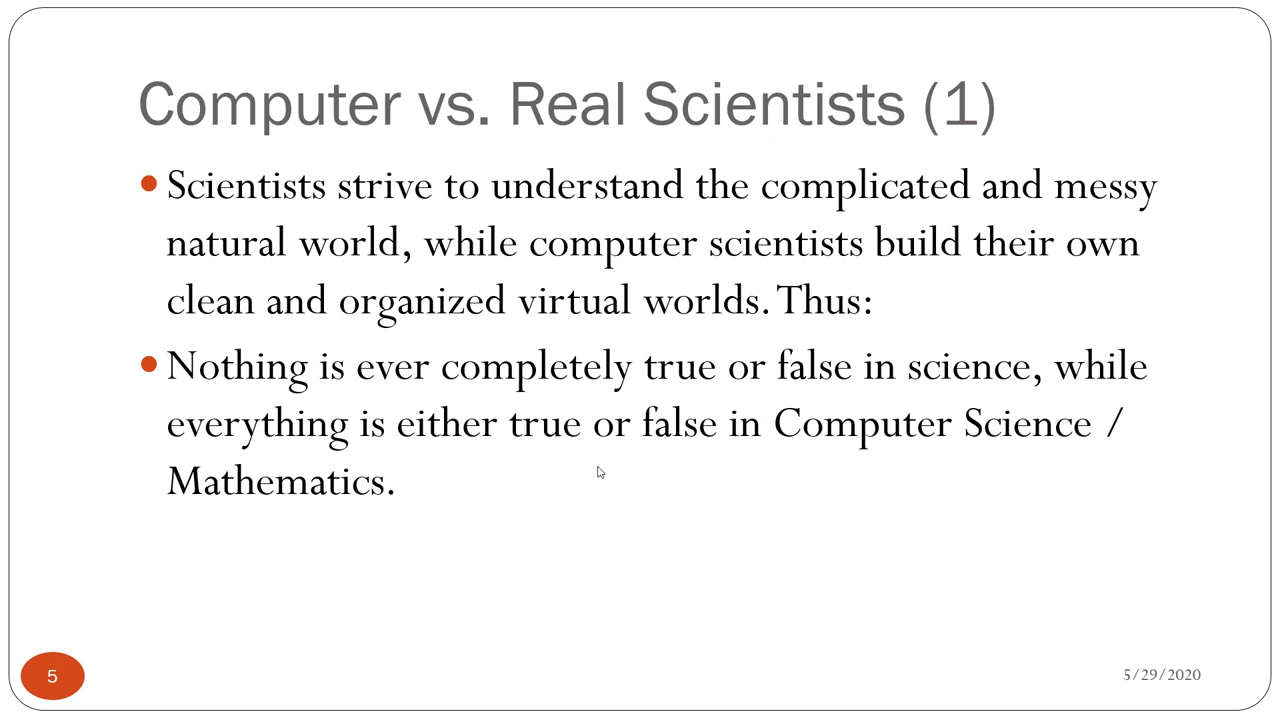 Computer vs. Real Scientists (1)
Scientists strive to understand the complicated and messy
natural world, while computer scientists build their own
clean and organized virtual worlds. Thus:
Nothing is ever completely true or false in science, while
everything is either true or false in Computer Science /
Mathematics.
5
5/29/2020